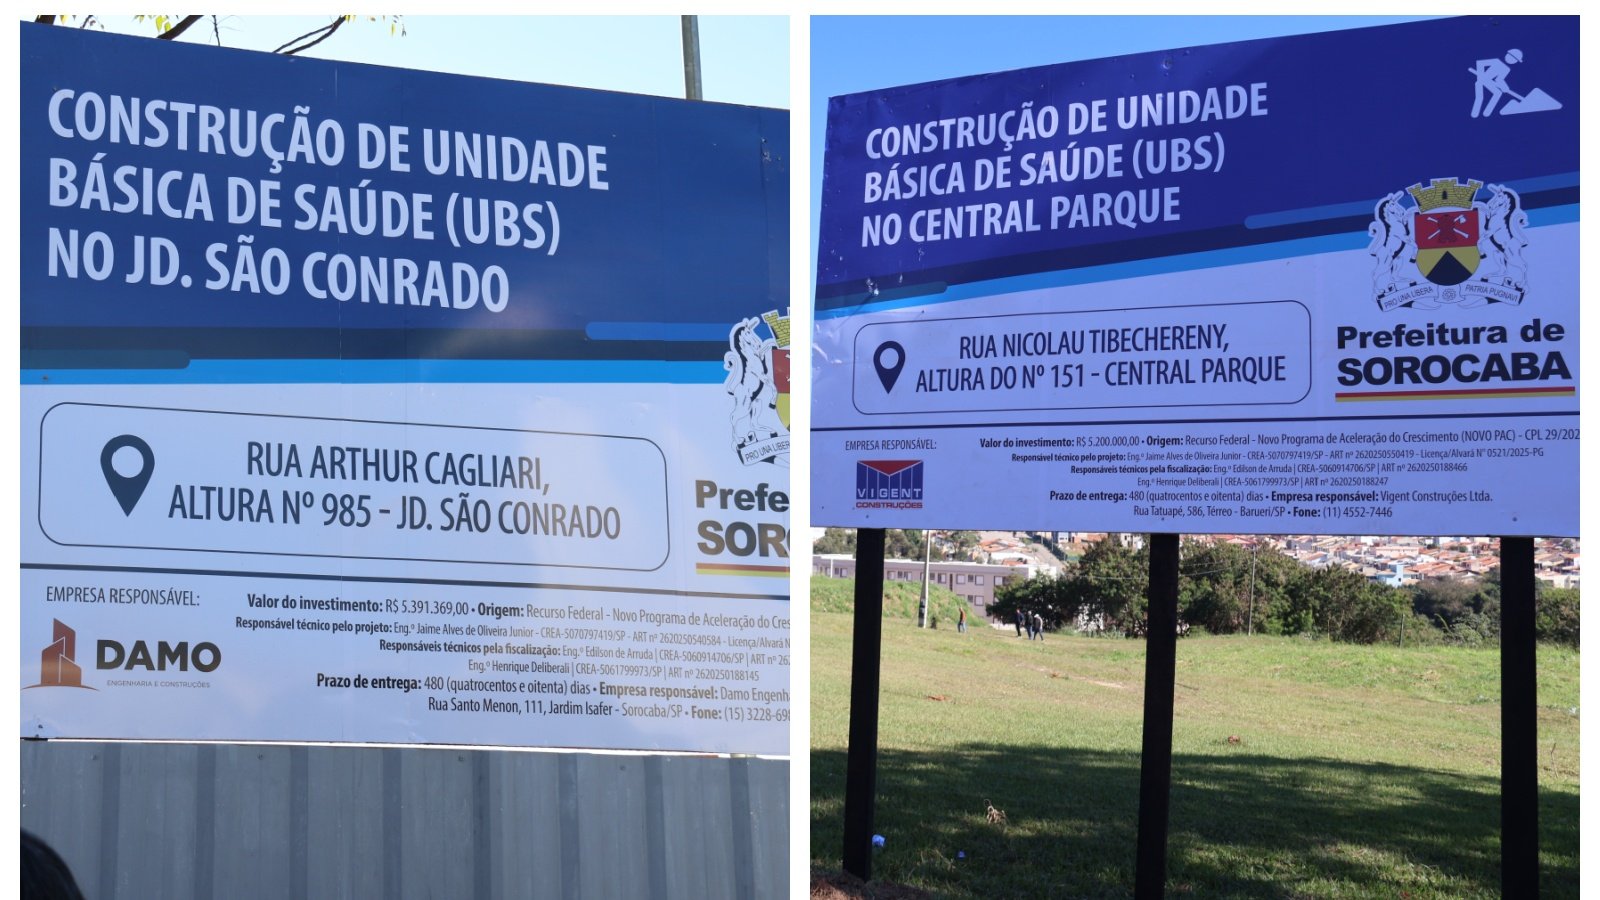 CONSTRUÇÃO DE UNIDADE
BÁSICA DE SAÚDE (UBS)
NO JD. SÃO CONRADO
PRO UNA LIBERA
RUA ARTHUR CAGLIARI,
ALTURA Nº 985 - JD. SÃO CONRADO
Prefe
SOR
EMPRESA RESPONSÁVEL:
DAMO
ENGENHARIA E CONSTRUÇÕES
Valor do investimento: R$ 5.391.369,00 • Origem: Recurso Federal - Novo Programa de Aceleração do Cres
Responsável técnico pelo projeto: Eng.º Jaime Alves de Oliveira Junior - CREA-5070797419/SP - ART nº 2620250540584 - Licença/Alvará N
Responsáveis técnicos pela fiscalização: Eng.º Edilson de Arruda | CREA-5060914706/SP | ART nº 262
Eng.º Henrique Deliberali | CREA-5061799973/SP | ART nº 2620250188145
Prazo de entrega: 480 (quatrocentos e oitenta) dias • Empresa responsável: Damo Engenh
Rua Santo Menon, 111, Jardim Isafer - Sorocaba/SP • Fone: (15) 3228-698
CONSTRUÇÃO DE UNIDADE
BÁSICA DE SAÚDE (UBS)
NO CENTRAL PARQUE
PRO UNA LIBERA PATRIA PUGNAVI
RUA NICOLAU TIBECHERENY,
ALTURA DO Nº 151 - CENTRAL PARQUE
Prefeitura de
SOROCABA
EMPRESA RESPONSÁVEL:
VIGENT
CONSTRUÇÕES
Valor do investimento: R$ 5.200.000,00 • Origem: Recurso Federal - Novo Programa de Aceleração do Crescimento (NOVO PAC) - CPL 29/202
Responsável técnico pelo projeto: Eng.º Jaime Alves de Oliveira Junior - CREA-5070797419/SP - ART nº 2620250550419 - Licença/Alvará N° 0521/2025-PG
Responsáveis técnicos pela fiscalização: Eng.º Edilson de Arruda | CREA-5060914706/SP | ART nº 2620250188466
Eng.º Henrique Deliberali | CREA-5061799973/SP | ART nº 2620250188247
Prazo de entrega: 480 (quatrocentos e oitenta) dias • Empresa responsável: Vigent Construções Ltda.
Rua Tatuapé, 586, Térreo - Barueri/SP • Fone: (11) 4552-7446